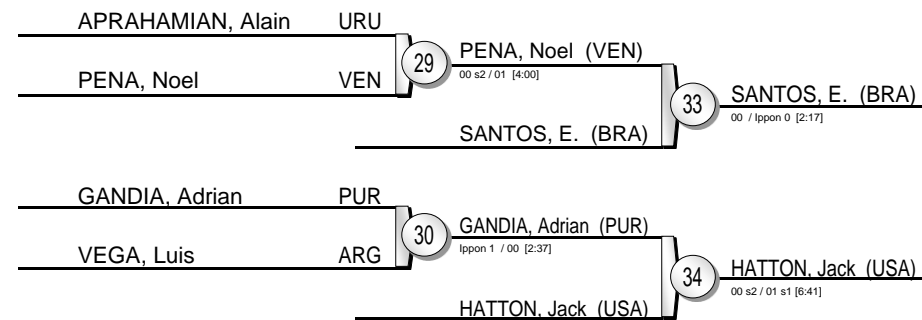 APRAHAMIAN, Alain URU
29
PENA, Noel (VEN)
00 s2 / 01 [4:00]
PENA, Noel VEN
33
SANTOS, E. (BRA)
00 / Ippon 0 [2:17]
SANTOS, E. (BRA)
GANDIA, Adrian PUR
30
GANDIA, Adrian (PUR)
Ippon 1 / 00 [2:37]
VEGA, Luis ARG
34
HATTON, Jack (USA)
00 s2 / 01 s1 [6:41]
HATTON, Jack (USA)